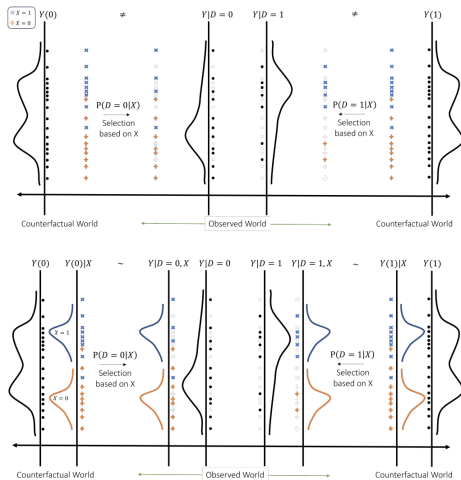 × X = 1
+ X = 0
Y(0) ≠ Y|D = 0 Y|D = 1 ≠ Y(1)
P(D = 0|X) P(D = 1|X)
Selection Selection
based on X based on X
Counterfactual World Observed World Counterfactual World
Y(0) Y(0)|X ~ Y|D = 0, X Y|D = 0 Y|D = 1 Y|D = 1, X ~ Y(1)|X Y(1)
X = 1
P(D = 0|X) P(D = 1|X)
Selection Selection
based on X based on X
X = 0
Counterfactual World Observed World Counterfactual World